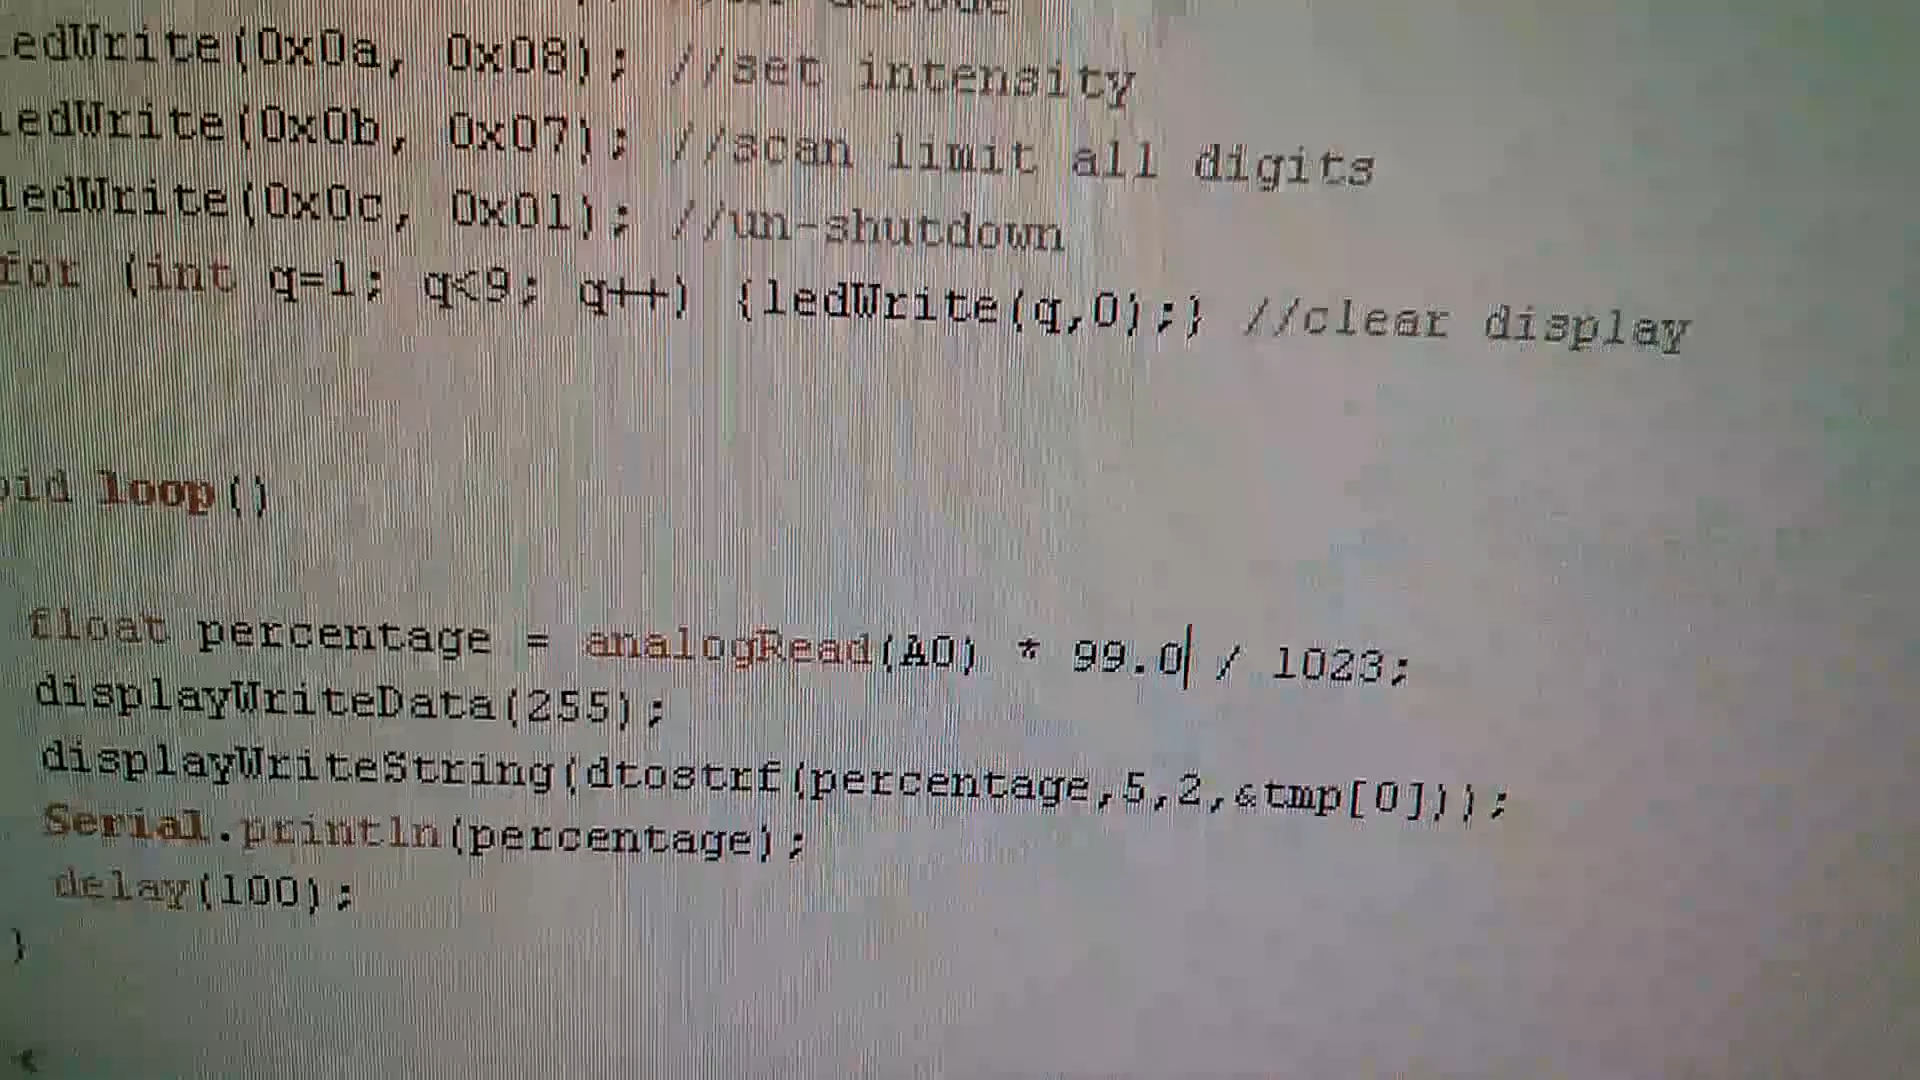 edWrite(0x0a, 0x08); //set intensity
ledWrite(0x0b, 0x07); //scan limit all digits
ledWrite(0x0c, 0x01); //un-shutdown
for (int q=1; q<9; q++) {ledWrite(q,0);} //clear display
oid loop()
float percentage = analogRead(A0) * 99.0 / 1023;
displayWriteData(255);
displayWriteString(dtostrf(percentage,5,2,&tmp[0]));
Serial.println(percentage);
delay(100);
}